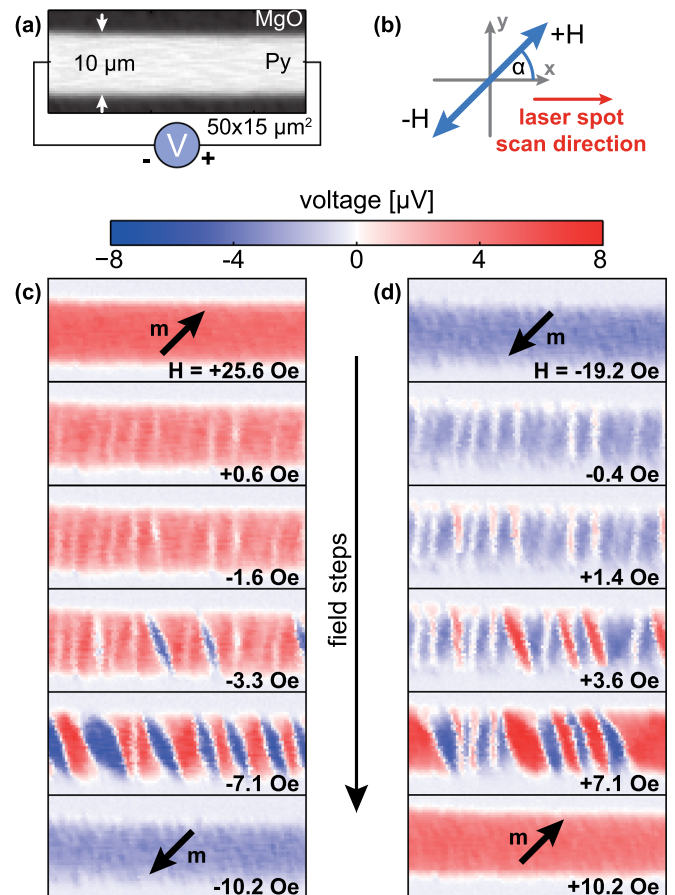 (a)
MgO
10 µm
Py
50x15 µm²
V
- +
(b)
y
+H
α
x
-H
laser spot
scan direction
voltage [µV]
−8 -4 0 4 8
(c)
m
H = +25.6 Oe
+0.6 Oe
-1.6 Oe
-3.3 Oe
-7.1 Oe
m
-10.2 Oe
field steps
(d)
m
H = -19.2 Oe
-0.4 Oe
+1.4 Oe
+3.6 Oe
+7.1 Oe
m
+10.2 Oe